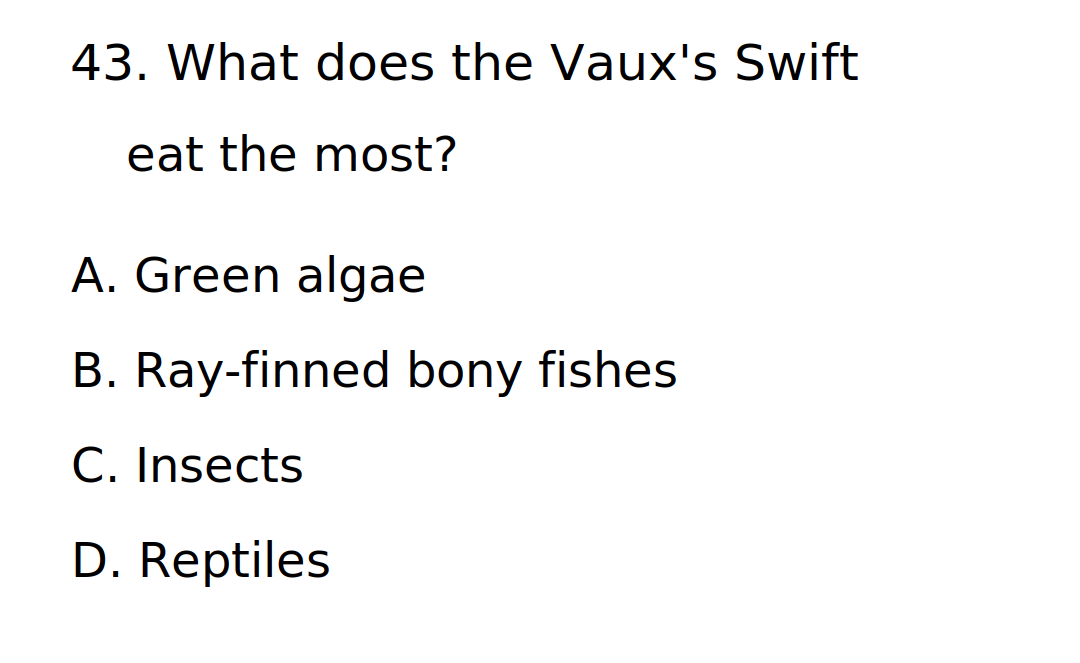 43. What does the Vaux's Swift
eat the most?
A. Green algae
B. Ray-finned bony fishes
C. Insects
D. Reptiles